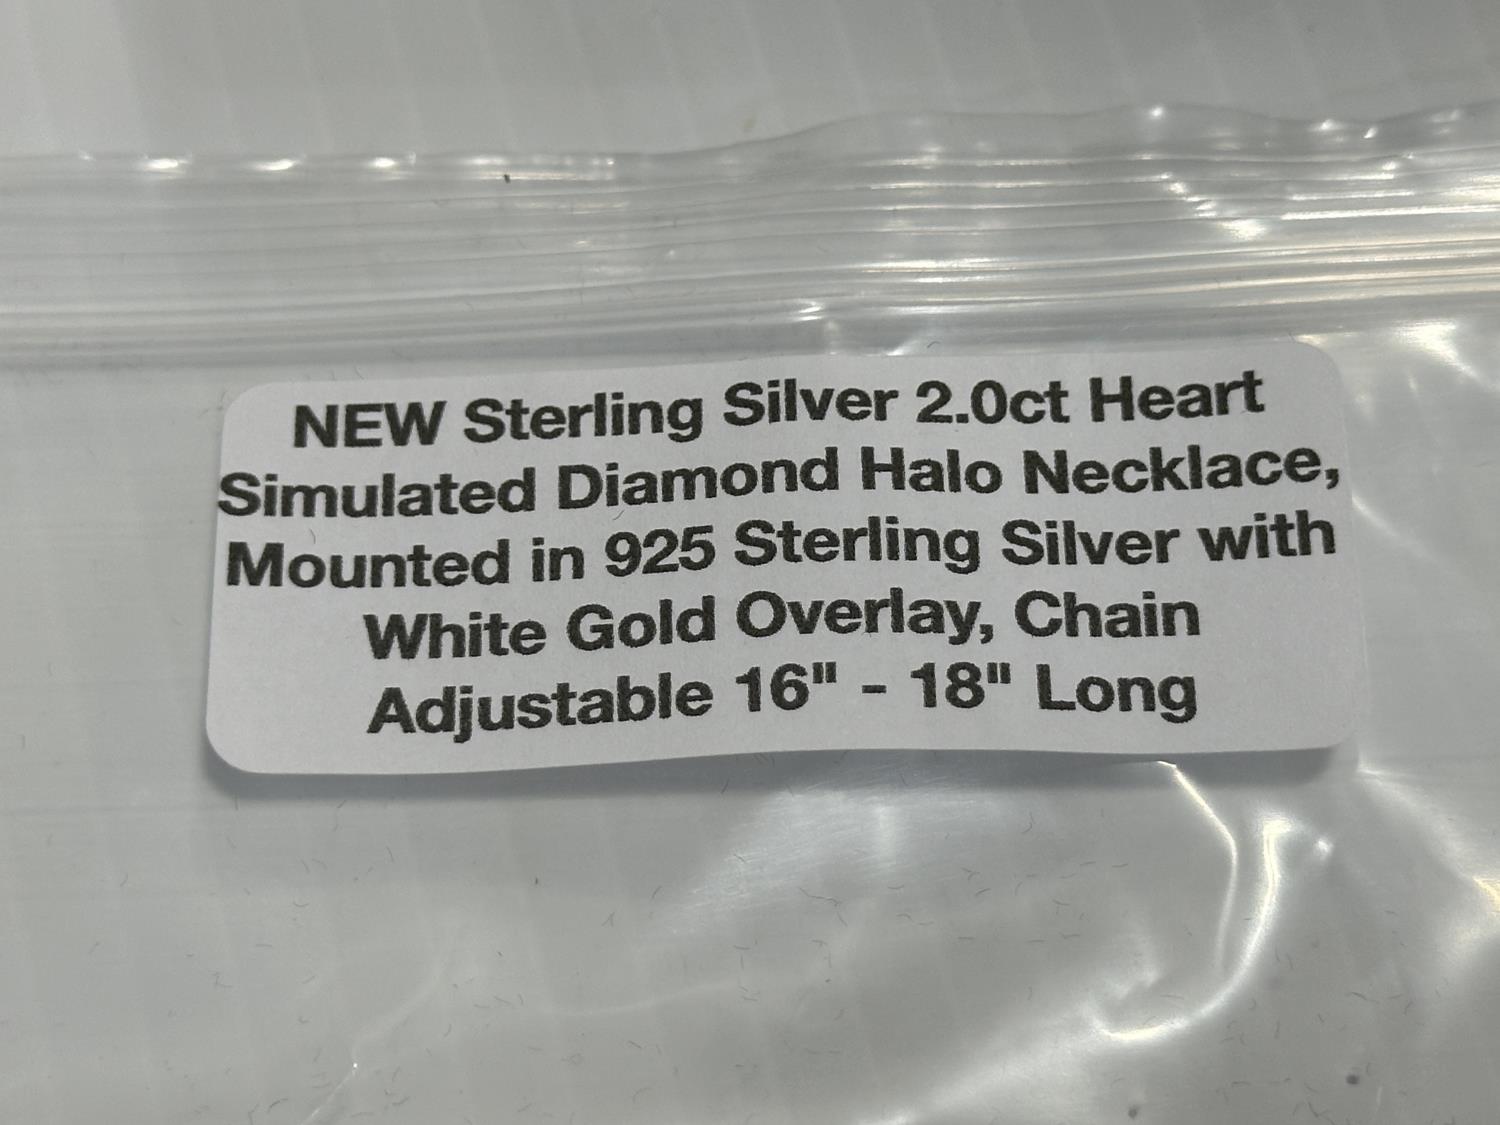 NEW Sterling Silver 2.0ct Heart
Simulated Diamond Halo Necklace,
Mounted in 925 Sterling Silver with
White Gold Overlay, Chain
Adjustable 16" - 18" Long